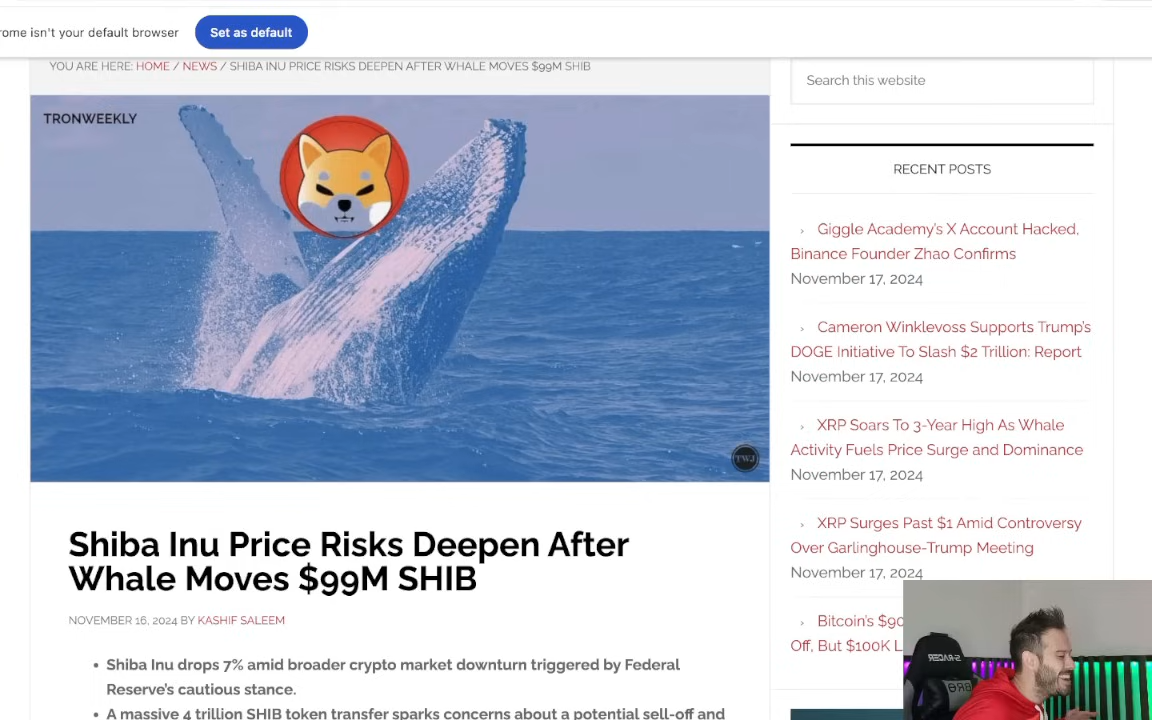 rome isn't your default browser
Set as default
YOU ARE HERE: HOME / NEWS / SHIBA INU PRICE RISKS DEEPEN AFTER WHALE MOVES $99M SHIB
Search this website
TRONWEEKLY
TWJ
Shiba Inu Price Risks Deepen After
Whale Moves $99M SHIB
NOVEMBER 16, 2024 BY KASHIF SALEEM
• Shiba Inu drops 7% amid broader crypto market downturn triggered by Federal
Reserve's cautious stance.
• A massive 4 trillion SHIB token transfer sparks concerns about a potential sell-off and
RECENT POSTS
› Giggle Academy's X Account Hacked,
Binance Founder Zhao Confirms
November 17, 2024
› Cameron Winklevoss Supports Trump's
DOGE Initiative To Slash $2 Trillion: Report
November 17, 2024
› XRP Soars To 3-Year High As Whale
Activity Fuels Price Surge and Dominance
November 17, 2024
› XRP Surges Past $1 Amid Controversy
Over Garlinghouse-Trump Meeting
November 17, 2024
› Bitcoin's $90
Off, But $100K L